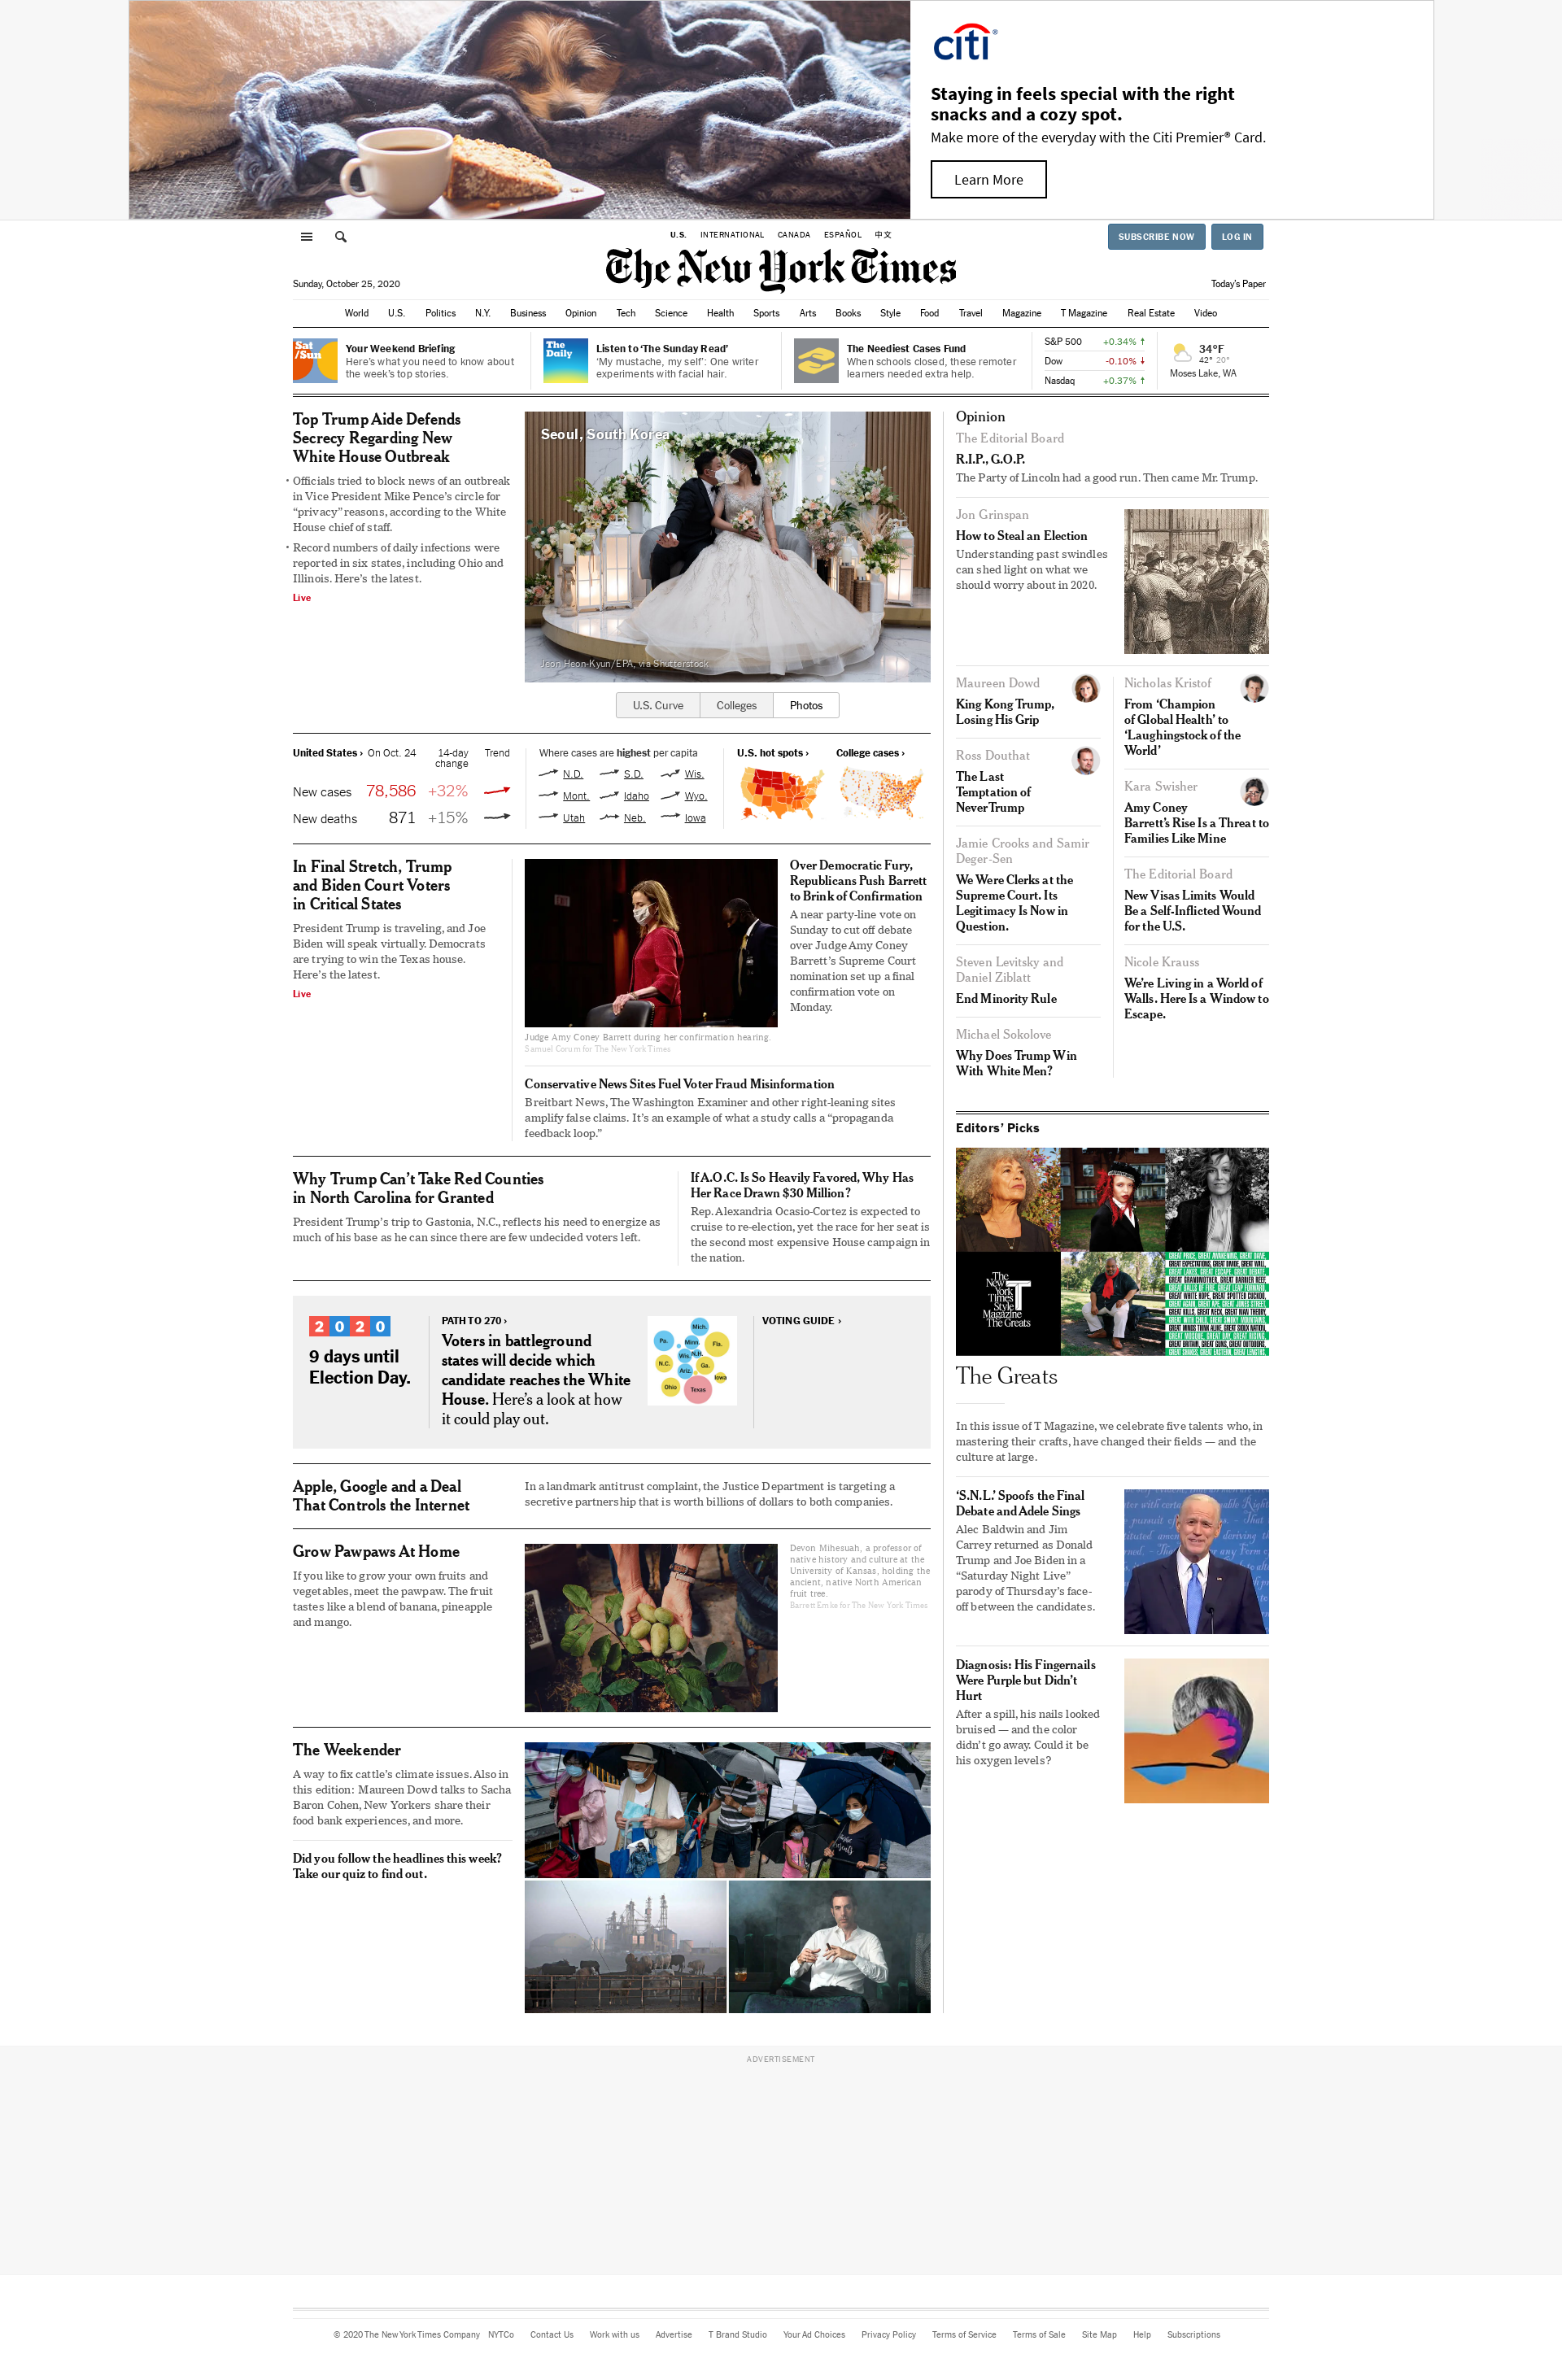 citi®
Staying in feels special with the right
snacks and a cozy spot.
Make more of the everyday with the Citi Premier® Card.
Learn More
U.S. INTERNATIONAL CANADA ESPAÑOL 中文
SUBSCRIBE NOW LOG IN
The New York Times
Sunday, October 25, 2020
Today's Paper
World U.S. Politics N.Y. Business Opinion Tech Science Health Sports Arts Books Style Food Travel Magazine T Magazine Real Estate Video
Sat
/Sun
Your Weekend Briefing
Here's what you need to know about
the week's top stories.
The
Daily
Listen to ‘The Sunday Read’
‘My mustache, my self’: One writer
experiments with facial hair.
The Neediest Cases Fund
When schools closed, these remoter
learners needed extra help.
S&P 500 +0.34% ↑
Dow -0.10% ↓
Nasdaq +0.37% ↑
34°F
42° 20°
Moses Lake, WA
Top Trump Aide Defends
Secrecy Regarding New
White House Outbreak
• Officials tried to block news of an outbreak
in Vice President Mike Pence’s circle for
“privacy” reasons, according to the White
House chief of staff.
• Record numbers of daily infections were
reported in six states, including Ohio and
Illinois. Here’s the latest.
Live
Seoul, South Korea
Jeon Heon-Kyun/EPA, via Shutterstock
U.S. Curve Colleges Photos
United States › On Oct. 24 14-day
change Trend
New cases 78,586 +32%
New deaths 871 +15%
Where cases are highest per capita
N.D. S.D. Wis.
Mont. Idaho Wyo.
Utah Neb. Iowa
U.S. hot spots ›
College cases ›
In Final Stretch, Trump
and Biden Court Voters
in Critical States
President Trump is traveling, and Joe
Biden will speak virtually. Democrats
are trying to win the Texas house.
Here’s the latest.
Live
Judge Amy Coney Barrett during her confirmation hearing.
Samuel Corum for The New York Times
Over Democratic Fury,
Republicans Push Barrett
to Brink of Confirmation
A near party-line vote on
Sunday to cut off debate
over Judge Amy Coney
Barrett’s Supreme Court
nomination set up a final
confirmation vote on
Monday.
Conservative News Sites Fuel Voter Fraud Misinformation
Breitbart News, The Washington Examiner and other right-leaning sites
amplify false claims. It’s an example of what a study calls a “propaganda
feedback loop.”
Why Trump Can’t Take Red Counties
in North Carolina for Granted
President Trump’s trip to Gastonia, N.C., reflects his need to energize as
much of his base as he can since there are few undecided voters left.
If A.O.C. Is So Heavily Favored, Why Has
Her Race Drawn $30 Million?
Rep. Alexandria Ocasio-Cortez is expected to
cruise to re-election, yet the race for her seat is
the second most expensive House campaign in
the nation.
2020
9 days until
Election Day.
PATH TO 270 ›
Voters in battleground
states will decide which
candidate reaches the White
House. Here’s a look at how
it could play out.
Mich.
Pa. Minn. Fla.
Wis. N.H.
N.C. Ga.
Ariz. Iowa
Ohio Texas
VOTING GUIDE ›
Apple, Google and a Deal
That Controls the Internet
In a landmark antitrust complaint, the Justice Department is targeting a
secretive partnership that is worth billions of dollars to both companies.
Grow Pawpaws At Home
If you like to grow your own fruits and
vegetables, meet the pawpaw. The fruit
tastes like a blend of banana, pineapple
and mango.
Devon Mihesuah, a professor of
native history and culture at the
University of Kansas, holding the
ancient, native North American
fruit tree.
Barrett Emke for The New York Times
The Weekender
A way to fix cattle’s climate issues. Also in
this edition: Maureen Dowd talks to Sacha
Baron Cohen, New Yorkers share their
food bank experiences, and more.
Did you follow the headlines this week?
Take our quiz to find out.
Opinion
The Editorial Board
R.I.P., G.O.P.
The Party of Lincoln had a good run. Then came Mr. Trump.
Jon Grinspan
How to Steal an Election
Understanding past swindles
can shed light on what we
should worry about in 2020.
Maureen Dowd
King Kong Trump,
Losing His Grip
Ross Douthat
The Last
Temptation of
NeverTrump
Jamie Crooks and Samir
Deger-Sen
We Were Clerks at the
Supreme Court. Its
Legitimacy Is Now in
Question.
Steven Levitsky and
Daniel Ziblatt
End Minority Rule
Michael Sokolove
Why Does Trump Win
With White Men?
Nicholas Kristof
From ‘Champion
of Global Health’ to
‘Laughingstock of the
World’
Kara Swisher
Amy Coney
Barrett’s Rise Is a Threat to
Families Like Mine
The Editorial Board
New Visas Limits Would
Be a Self-Inflicted Wound
for the U.S.
Nicole Krauss
We’re Living in a World of
Walls. Here Is a Window to
Escape.
Editors’ Picks
The
New
York
Times
Style
Magazine
The Greats
The Greats
In this issue of T Magazine, we celebrate five talents who, in
mastering their crafts, have changed their fields — and the
culture at large.
‘S.N.L.’ Spoofs the Final
Debate and Adele Sings
Alec Baldwin and Jim
Carrey returned as Donald
Trump and Joe Biden in a
“Saturday Night Live”
parody of Thursday’s face-
off between the candidates.
Diagnosis: His Fingernails
Were Purple but Didn’t
Hurt
After a spill, his nails looked
bruised — and the color
didn’t go away. Could it be
his oxygen levels?
ADVERTISEMENT
© 2020 The New York Times Company NYTCo Contact Us Work with us Advertise T Brand Studio Your Ad Choices Privacy Policy Terms of Service Terms of Sale Site Map Help Subscriptions